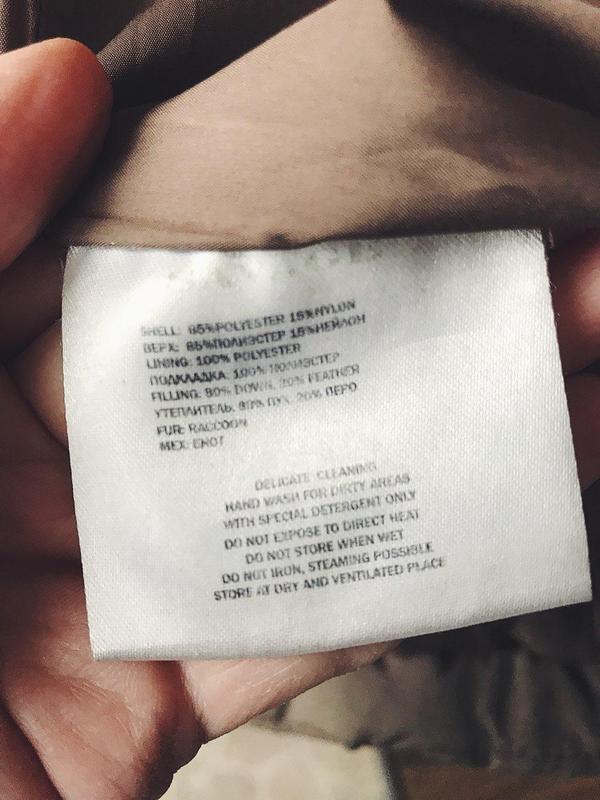 SHELL: 85%POLYESTER 15%NYLON
ВЕРХ: 85%ПОЛИЭСТЕР 15%НЕЙЛОН
LINING: 100% POLYESTER
ПОДКЛАДКА: 100% ПОЛИЭСТЕР
FILLING: 80% DOWN, 20% FEATHER
УТЕПЛИТЕЛЬ: 80% ПУХ, 20% ПЕРО
FUR: RACCOON
МЕХ: ЕНОТ
DELICATE CLEANING
HAND WASH FOR DIRTY AREAS
WITH SPECIAL DETERGENT ONLY
DO NOT EXPOSE TO DIRECT HEAT
DO NOT STORE WHEN WET
DO NOT IRON, STEAMING POSSIBLE
STORE AT DRY AND VENTILATED PLACE